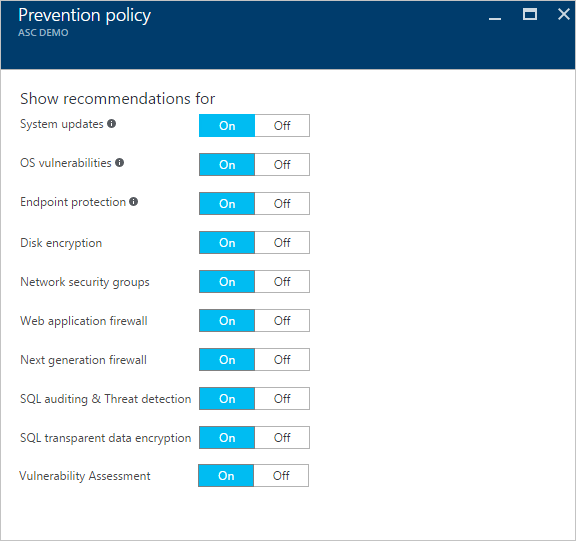 Prevention policy
ASC DEMO
Show recommendations for
System updates On Off
OS vulnerabilities On Off
Endpoint protection On Off
Disk encryption On Off
Network security groups On Off
Web application firewall On Off
Next generation firewall On Off
SQL auditing & Threat detection On Off
SQL transparent data encryption On Off
Vulnerability Assessment On Off